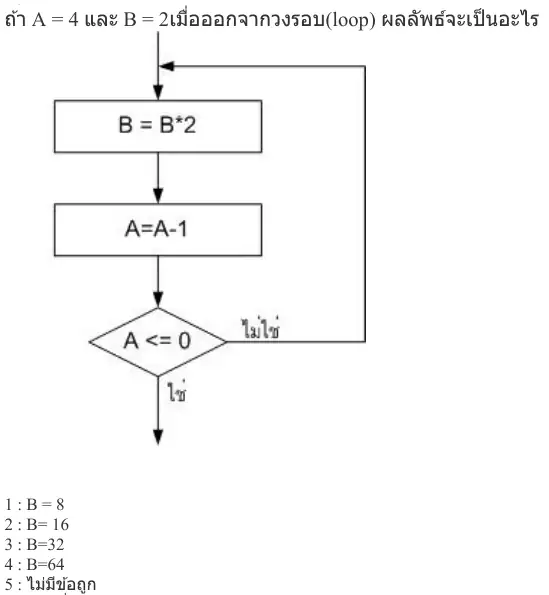 ถ้า A = 4 และ B = 2เมื่อออกจากวงรอบ(loop) ผลลัพธ์จะเป็นอะไร
B = B*2
A=A-1
A <= 0
ไม่ใช่
ใช่
1 : B = 8
2 : B= 16
3 : B=32
4 : B=64
5 : ไม่มีข้อถูก